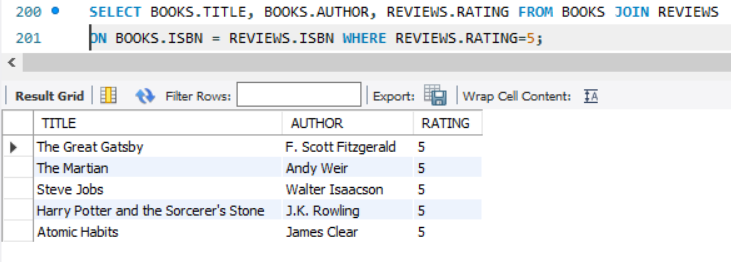 200 SELECT BOOKS.TITLE, BOOKS.AUTHOR, REVIEWS.RATING FROM BOOKS JOIN REVIEWS
201 ON BOOKS.ISBN = REVIEWS.ISBN WHERE REVIEWS.RATING=5;
Result Grid Filter Rows: Export: Wrap Cell Content: IA
TITLE AUTHOR RATING
The Great Gatsby F. Scott Fitzgerald 5
The Martian Andy Weir 5
Steve Jobs Walter Isaacson 5
Harry Potter and the Sorcerer's Stone J.K. Rowling 5
Atomic Habits James Clear 5